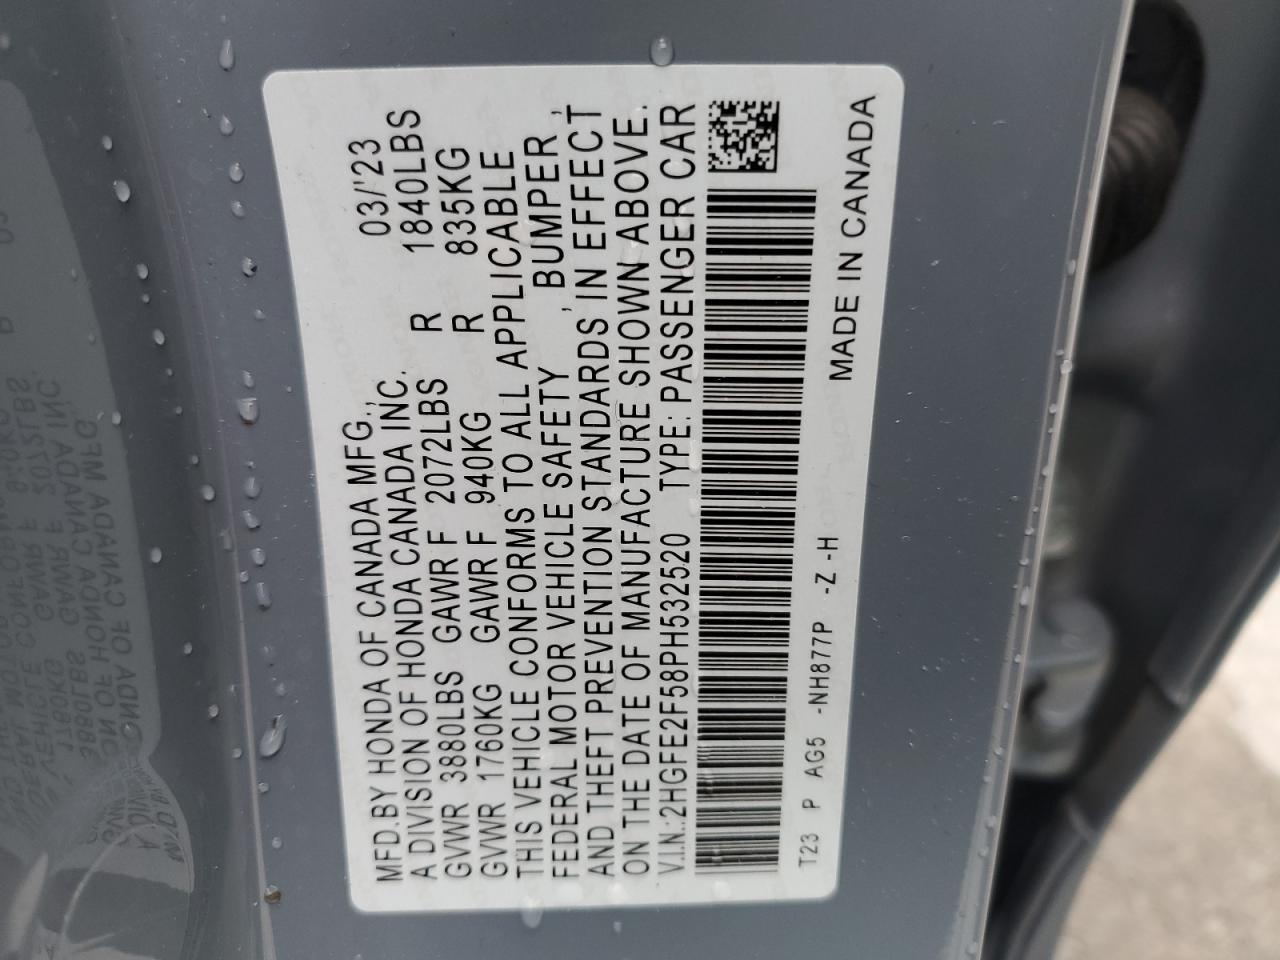 MFD.BY HONDA OF CANADA MFG., 03/'23
A DIVISION OF HONDA CANADA INC.
GVWR 3880LBS GAWR F 2072LBS R 1840LBS
GVWR 1760KG GAWR F 940KG R 835KG
THIS VEHICLE CONFORMS TO ALL APPLICABLE
FEDERAL MOTOR VEHICLE SAFETY , BUMPER ,
AND THEFT PREVENTION STANDARDS IN EFFECT
ON THE DATE OF MANUFACTURE SHOWN ABOVE.
V.I.N.:2HGFE2F58PH532520 TYPE: PASSENGER CAR
T23 P AG5 -NH877P -Z -H
MADE IN CANADA